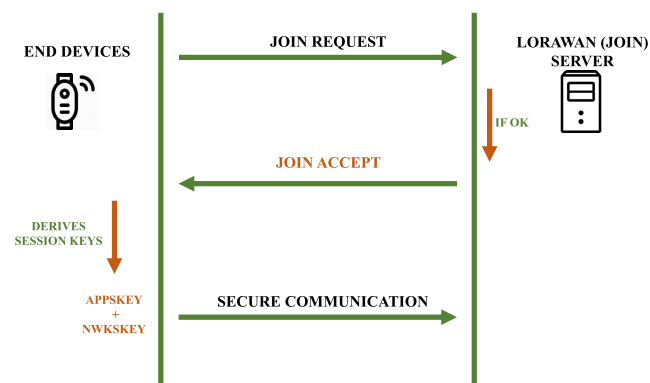 JOIN REQUEST
END DEVICES
LORAWAN (JOIN)
SERVER
IF OK
JOIN ACCEPT
DERIVES
SESSION KEYS
APPSKEY
+
NWKSKEY
SECURE COMMUNICATION